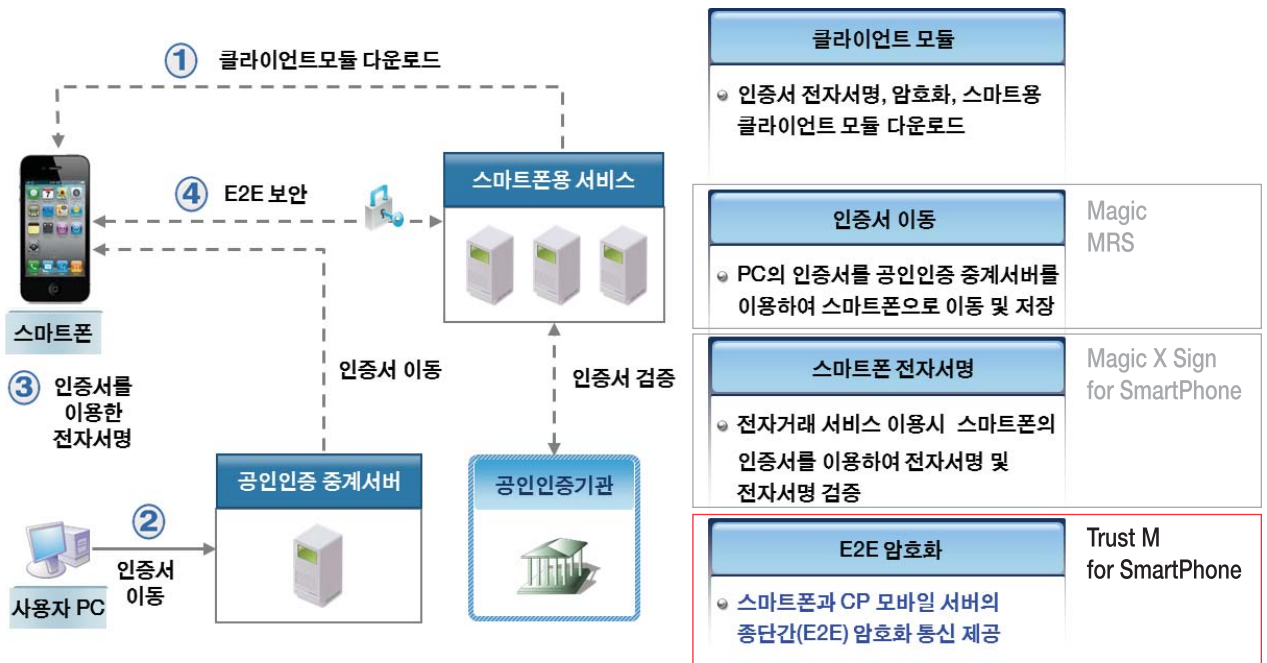 ① 클라이언트모듈 다운로드
④ E2E 보안
스마트폰용 서비스
스마트폰
③ 인증서를
이용한
전자서명
인증서 이동
인증서 검증
공인인증 중계서버
공인인증기관
②
인증서
이동
사용자 PC
클라이언트 모듈
인증서 전자서명, 암호화, 스마트용
클라이언트 모듈 다운로드
인증서 이동
Magic
MRS
PC의 인증서를 공인인증 중계서버를
이용하여 스마트폰으로 이동 및 저장
스마트폰 전자서명
Magic X Sign
for SmartPhone
전자거래 서비스 이용시 스마트폰의
인증서를 이용하여 전자서명 및
전자서명 검증
E2E 암호화
Trust M
for SmartPhone
스마트폰과 CP 모바일 서버의
종단간(E2E) 암호화 통신 제공